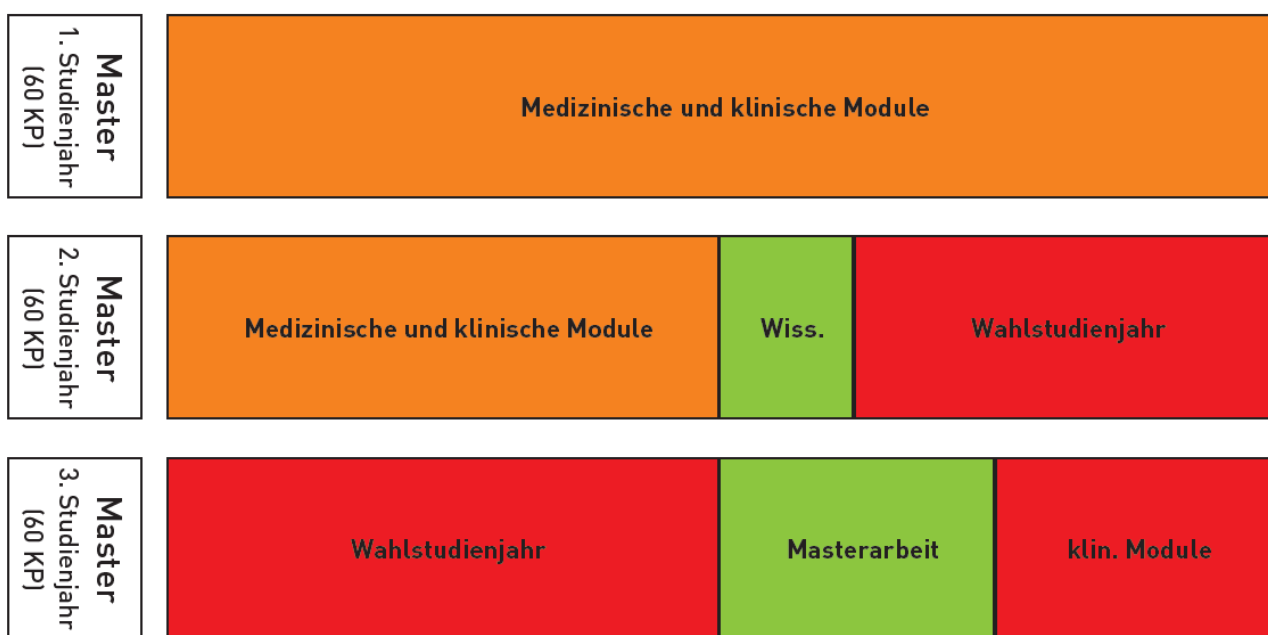 Master
1. Studienjahr
(60 KP)
Medizinische und klinische Module
Master
2. Studienjahr
(60 KP)
Medizinische und klinische Module
Wiss.
Wahlstudienjahr
Master
3. Studienjahr
(60 KP)
Wahlstudienjahr
Masterarbeit
klin. Module